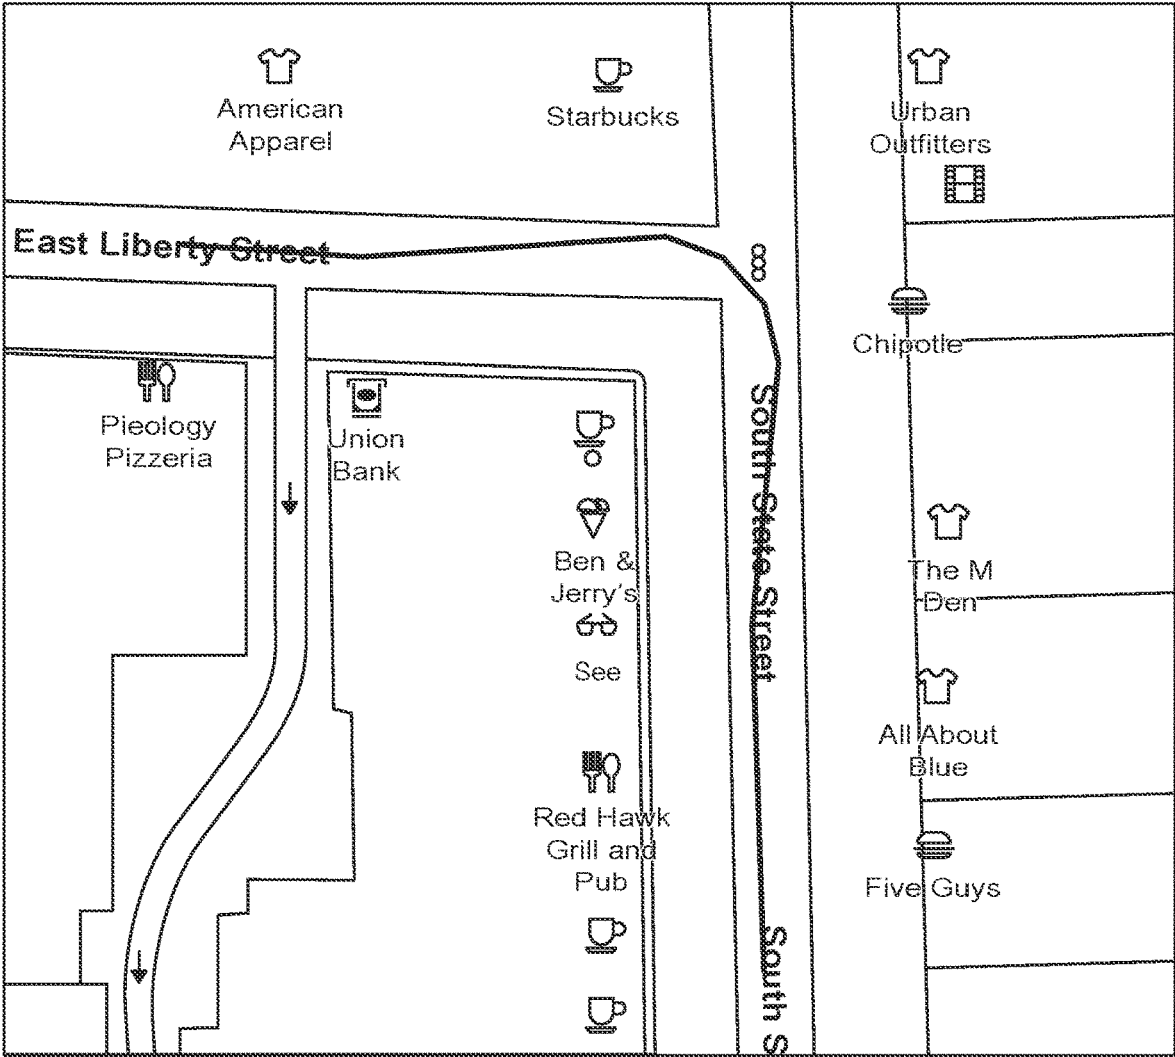 American
Apparel
Starbucks
Urban
Outfitters
East Liberty Street
Chipotle
Pieology
Pizzeria
Union
Bank
South State Street
Ben &
Jerry's
The M
Den
See
All About
Blue
Red Hawk
Grill and
Pub
Five Guys
South S